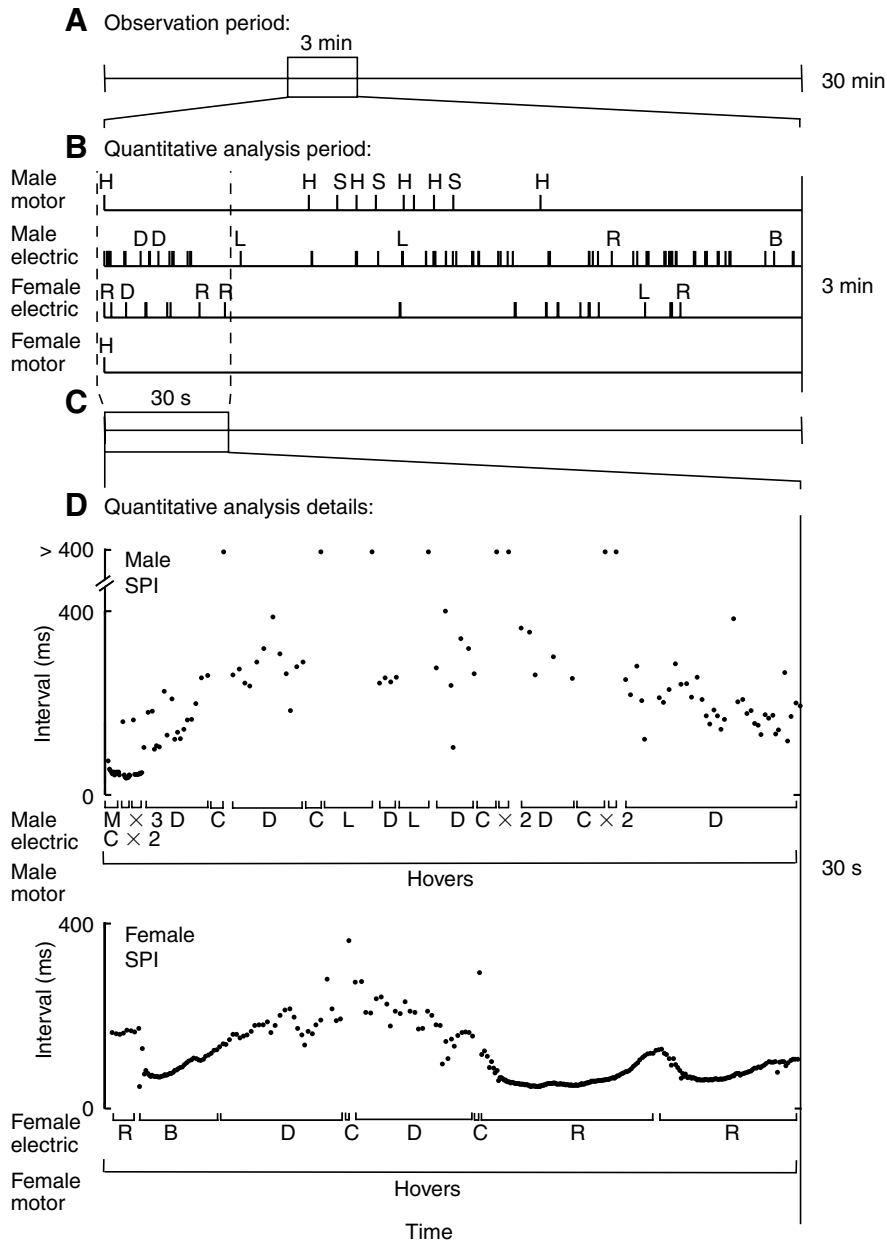 A Observation period:
3 min
30 min
B Quantitative analysis period:
Male motor
H H S H S H H S H
Male electric
D D L L R B
Female electric
R D R R L R
3 min
Female motor
H
C
30 s
D Quantitative analysis details:
> 400
Male SPI
400
Interval (ms)
0
Male electric
M × 3 D C D C L D L D C × 2 D C × 2 D
C × 2
Male motor
Hovers
30 s
400
Female SPI
Interval (ms)
0
Female electric
R B D C D C R R
Female motor
Hovers
Time